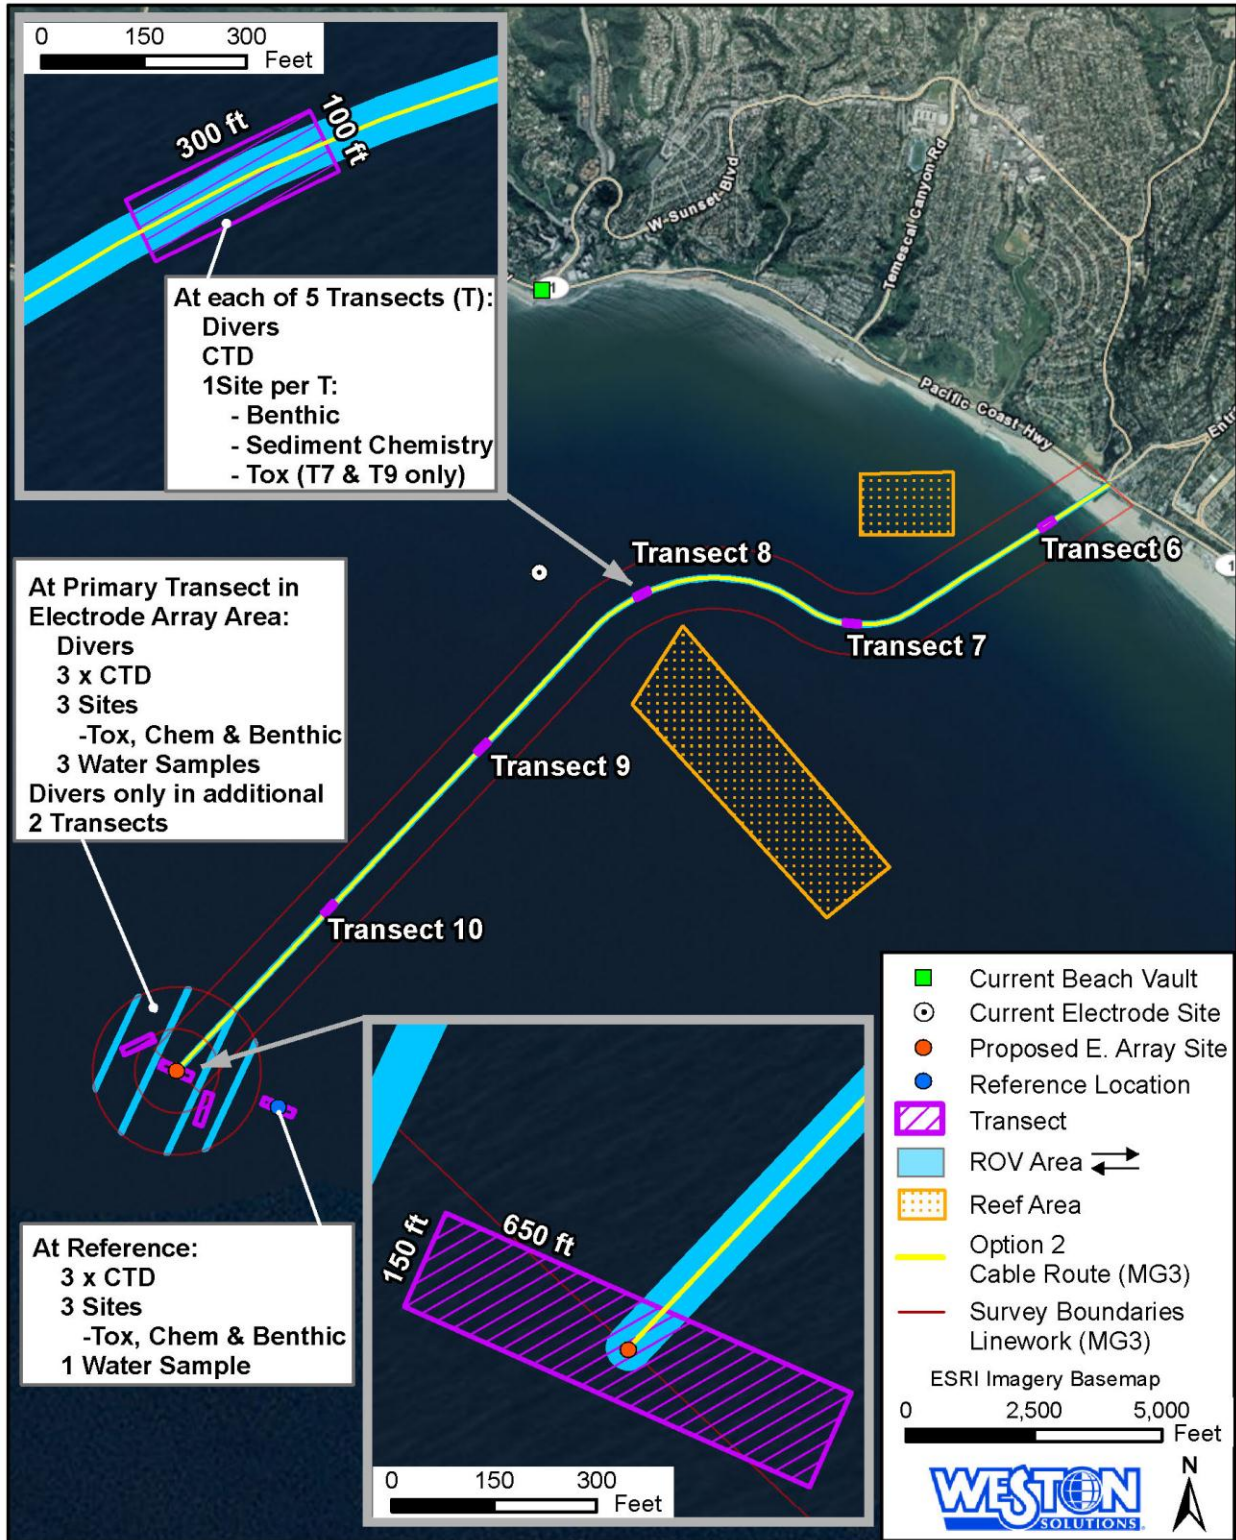 0 150 300
Feet
300 ft
100 ft
At each of 5 Transects (T):
Divers
CTD
1Site per T:
- Benthic
- Sediment Chemistry
- Tox (T7 & T9 only)
W-Sunset-Blvd
Temescal Canyon Rd
1
Pacific Coast Hwy
Transect 8
Transect 6
Transect 7
1
At Primary Transect in
Electrode Array Area:
Divers
3 x CTD
3 Sites
-Tox, Chem & Benthic
3 Water Samples
Divers only in additional
2 Transects
Transect 9
Transect 10
At Reference:
3 x CTD
3 Sites
-Tox, Chem & Benthic
1 Water Sample
150 ft
650 ft
0 150 300
Feet
Current Beach Vault
Current Electrode Site
Proposed E. Array Site
Reference Location
Transect
ROV Area
Reef Area
Option 2
Cable Route (MG3)
Survey Boundaries
Linework (MG3)
ESRI Imagery Basemap
0 2,500 5,000
Feet
WESTON
SOLUTIONS
N